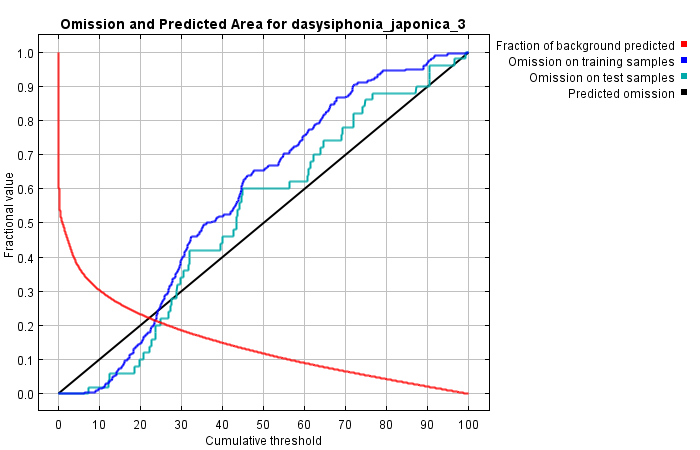 Omission and Predicted Area for dasysiphonia_japonica_3
Fraction of background predicted
Omission on training samples
Omission on test samples
Predicted omission
Fractional value
1.0
0.9
0.8
0.7
0.6
0.5
0.4
0.3
0.2
0.1
0.0
0 10 20 30 40 50 60 70 80 90 100
Cumulative threshold